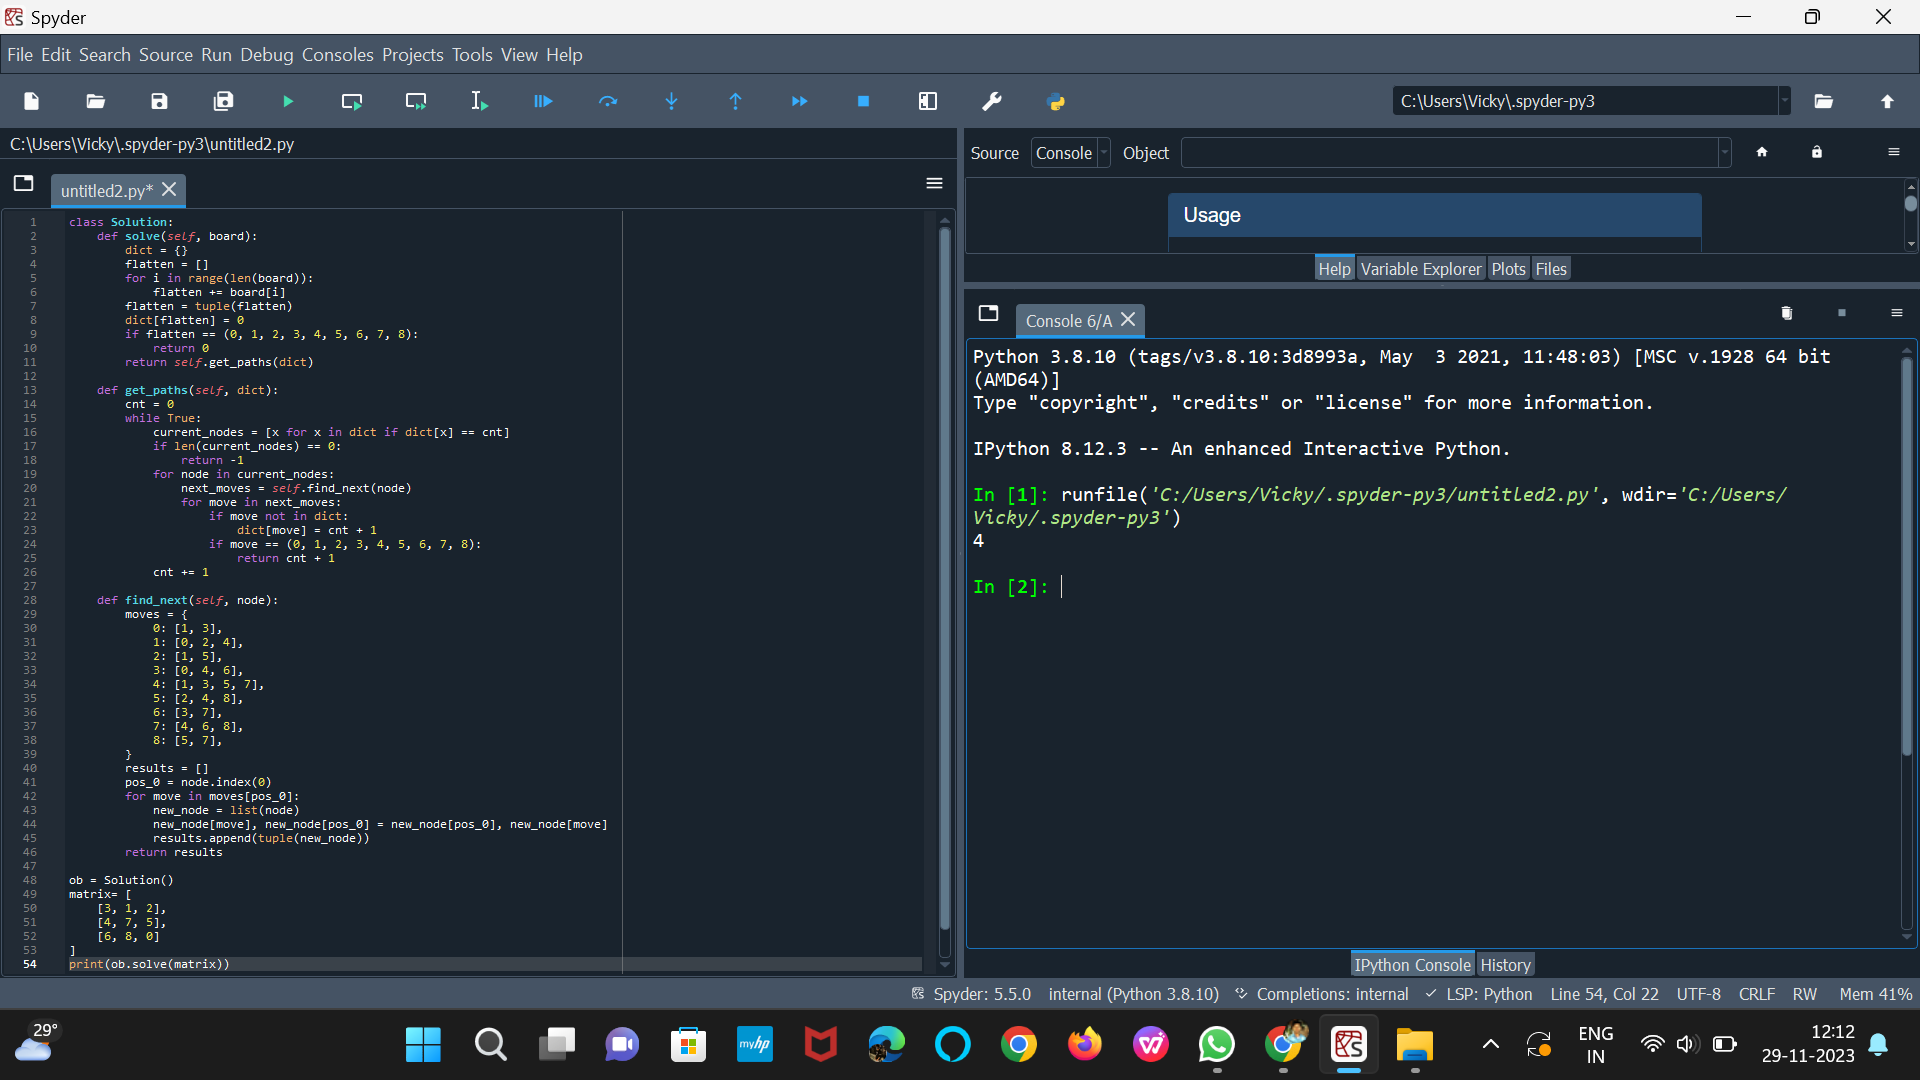 Spyder
File Edit Search Source Run Debug Consoles Projects Tools View Help
C:\Users\Vicky\.spyder-py3
C:\Users\Vicky\.spyder-py3\untitled2.py
untitled2.py*
1 class Solution:
2     def solve(self, board):
3         dict = {}
4         flatten = []
5         for i in range(len(board)):
6             flatten += board[i]
7         flatten = tuple(flatten)
8         dict[flatten] = 0
9         if flatten == (0, 1, 2, 3, 4, 5, 6, 7, 8):
10             return 0
11         return self.get_paths(dict)
12
13     def get_paths(self, dict):
14         cnt = 0
15         while True:
16             current_nodes = [x for x in dict if dict[x] == cnt]
17             if len(current_nodes) == 0:
18                 return -1
19             for node in current_nodes:
20                 next_moves = self.find_next(node)
21                 for move in next_moves:
22                     if move not in dict:
23                         dict[move] = cnt + 1
24                     if move == (0, 1, 2, 3, 4, 5, 6, 7, 8):
25                         return cnt + 1
26             cnt += 1
27
28     def find_next(self, node):
29         moves = {
30             0: [1, 3],
31             1: [0, 2, 4],
32             2: [1, 5],
33             3: [0, 4, 6],
34             4: [1, 3, 5, 7],
35             5: [2, 4, 8],
36             6: [3, 7],
37             7: [4, 6, 8],
38             8: [5, 7],
39         }
40         results = []
41         pos_0 = node.index(0)
42         for move in moves[pos_0]:
43             new_node = list(node)
44             new_node[move], new_node[pos_0] = new_node[pos_0], new_node[move]
45             results.append(tuple(new_node))
46         return results
47
48 ob = Solution()
49 matrix= [
50     [3, 1, 2],
51     [4, 7, 5],
52     [6, 8, 0]
53 ]
54 print(ob.solve(matrix))
Source Console Object
Usage
Help Variable Explorer Plots Files
Console 6/A
Python 3.8.10 (tags/v3.8.10:3d8993a, May  3 2021, 11:48:03) [MSC v.1928 64 bit
(AMD64)]
Type "copyright", "credits" or "license" for more information.
IPython 8.12.3 -- An enhanced Interactive Python.
In [1]: runfile('C:/Users/Vicky/.spyder-py3/untitled2.py', wdir='C:/Users/
Vicky/.spyder-py3')
4
In [2]:
IPython Console History
Spyder: 5.5.0 internal (Python 3.8.10) Completions: internal LSP: Python Line 54, Col 22 UTF-8 CRLF RW Mem 41%
29°
myhp
ENG
IN
12:12
29-11-2023